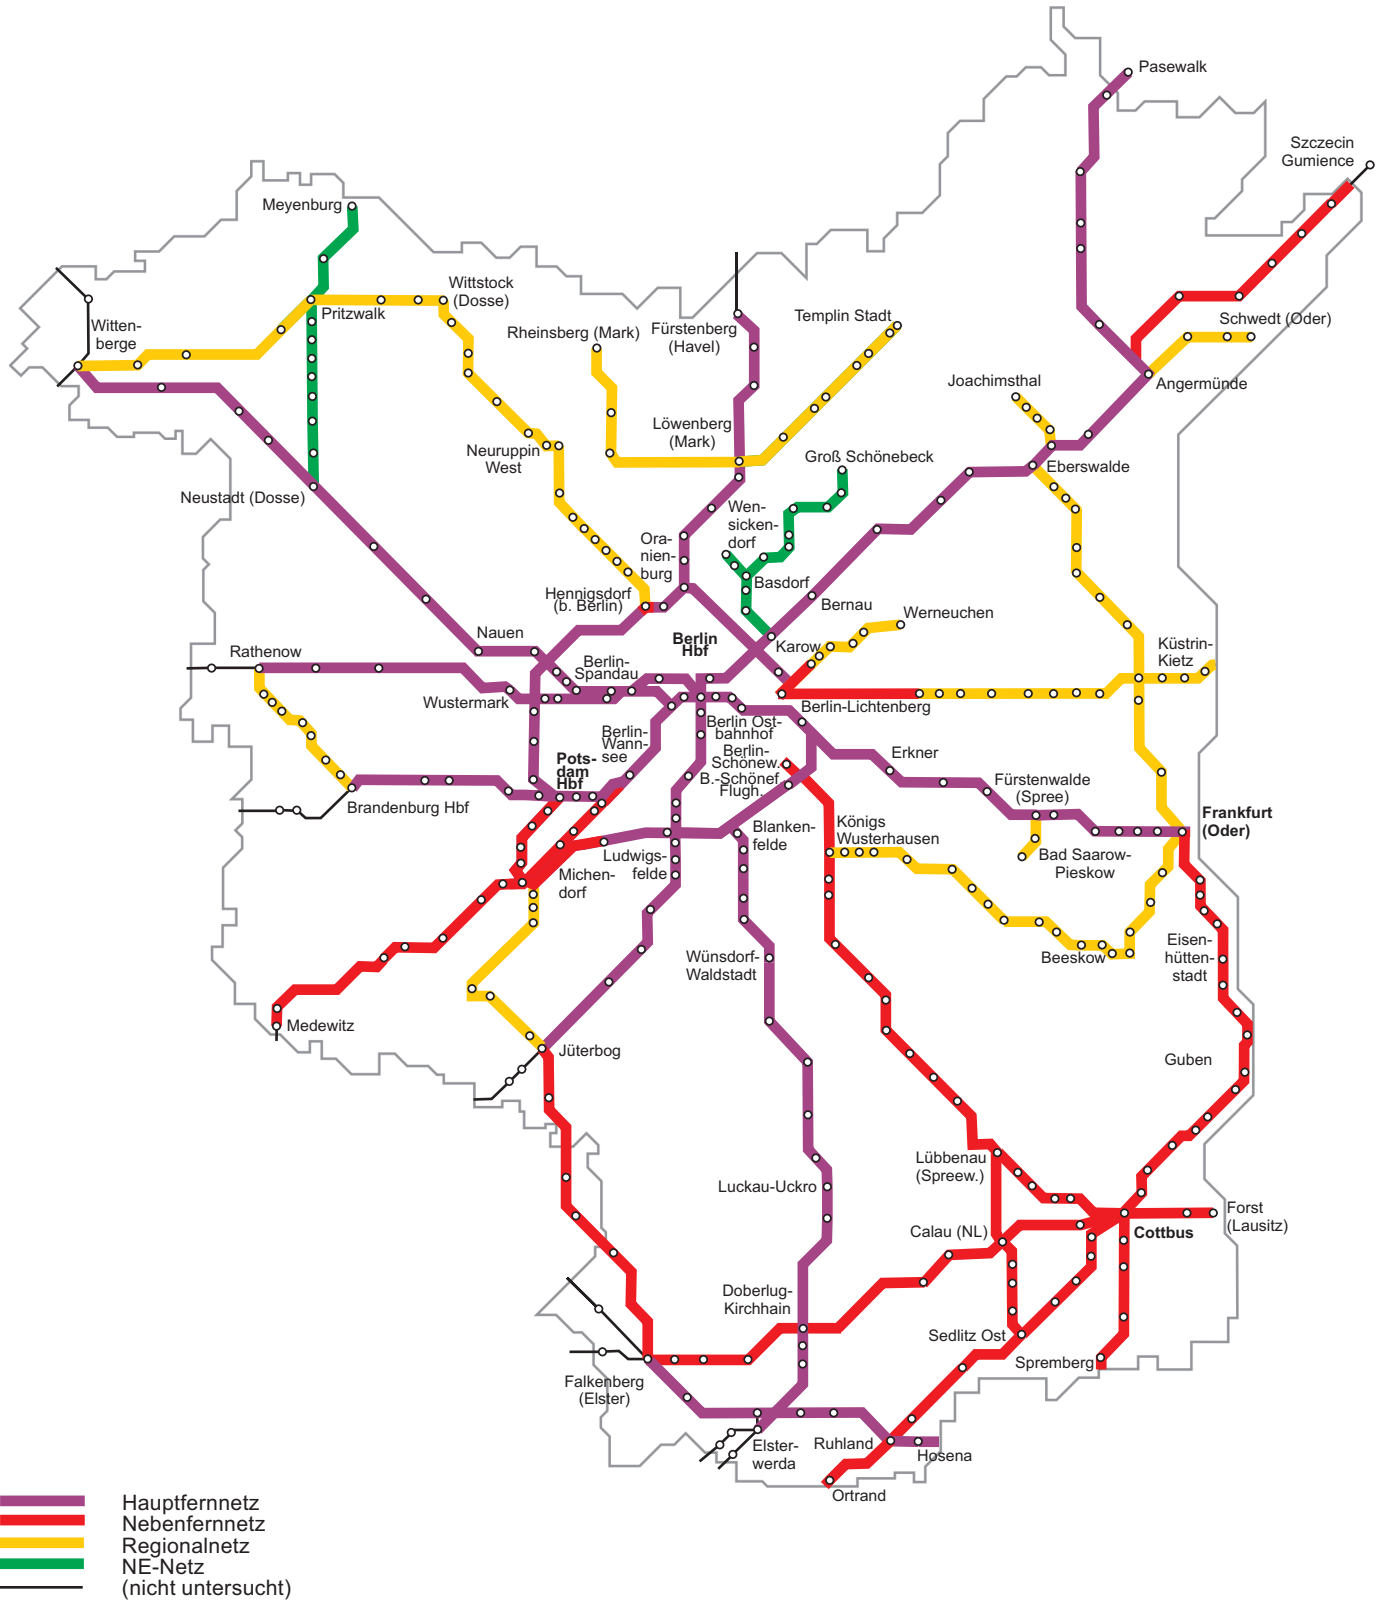 Pasewalk
Szczecin
Gumience
Meyenburg
Wittstock
(Dosse)
Pritzwalk
Witten-
berge
Rheinsberg (Mark)
Fürstenberg
(Havel)
Templin Stadt
Schwedt (Oder)
Joachimsthal
Angermünde
Löwenberg
(Mark)
Neuruppin
West
Groß Schönebeck
Eberswalde
Neustadt (Dosse)
Wen-
sicken-
dorf
Ora-
nien-
burg
Basdorf
Hennigsdorf
(b. Berlin)
Bernau
Werneuchen
Nauen
Berlin
Hbf
Karow
Küstrin-
Kietz
Rathenow
Berlin-
Spandau
Wustermark
Berlin-Lichtenberg
Berlin Ost-
bahnhof
Berlin-
Wann-
see
Berlin-
Schönew.
B.-Schönef.
Flugh.
Erkner
Pots-
dam
Hbf
Fürstenwalde
(Spree)
Brandenburg Hbf
Frankfurt
(Oder)
Blanken-
felde
Königs
Wusterhausen
Ludwigs-
felde
Bad Saarow-
Pieskow
Michen-
dorf
Wünsdorf-
Waldstadt
Beeskow
Eisen-
hütten-
stadt
Medewitz
Jüterbog
Guben
Lübbenau
(Spreew.)
Luckau-Uckro
Forst
(Lausitz)
Calau (NL)
Cottbus
Doberlug-
Kirchhain
Sedlitz Ost
Spremberg
Falkenberg
(Elster)
Elster-
werda
Ruhland
Hosena
Ortrand
Hauptfernnetz
Nebenfernnetz
Regionalnetz
NE-Netz
(nicht untersucht)